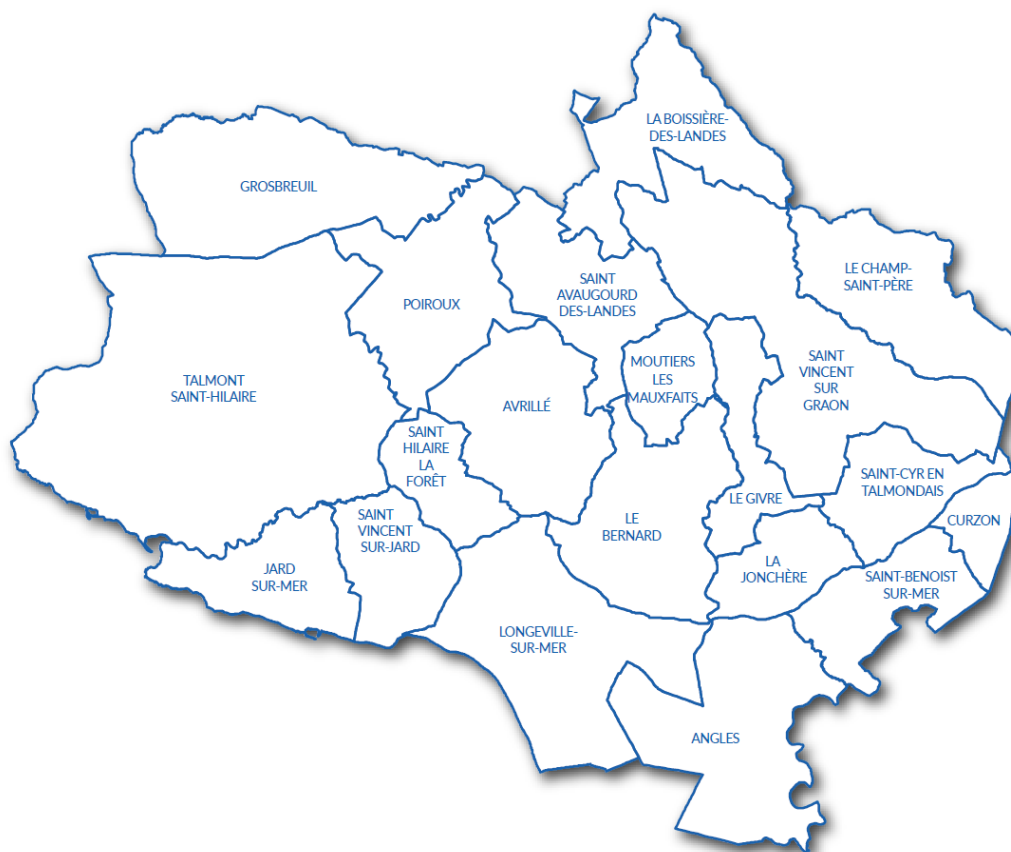 LA BOISSIÈRE-
DES-LANDES
GROSBREUIL
LE CHAMP-
SAINT-PÈRE
SAINT
AVAUGOURD
DES-LANDES
POIROUX
TALMONT
SAINT-HILAIRE
MOUTIERS
LES
MAUXFAITS
SAINT
VINCENT
SUR
GRAON
AVRILLÉ
SAINT
HILAIRE
LA
FORÊT
SAINT-CYR EN
TALMONDAIS
LE GIVRE
SAINT
VINCENT
SUR-JARD
LE
BERNARD
CURZON
LA
JONCHÈRE
JARD
SUR-MER
SAINT-BENOIST
SUR-MER
LONGEVILLE-
SUR-MER
ANGLES